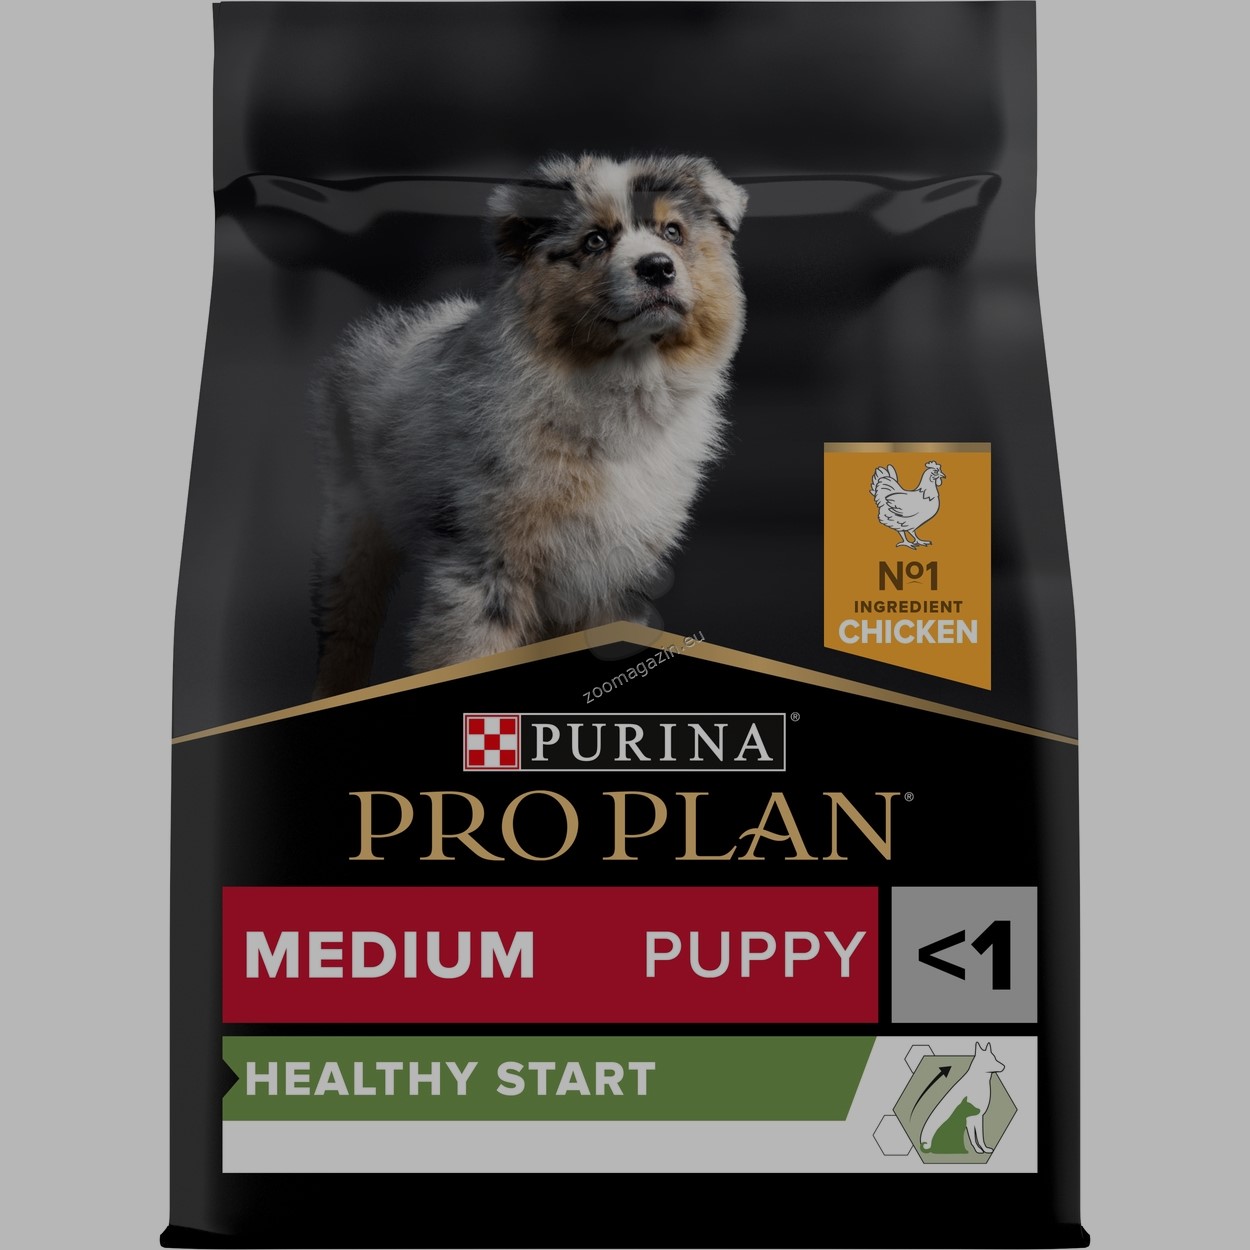 Nº1
INGREDIENT
CHICKEN
zoomagazin.eu
PURINA®
PRO PLAN®
MEDIUM PUPPY <1
HEALTHY START